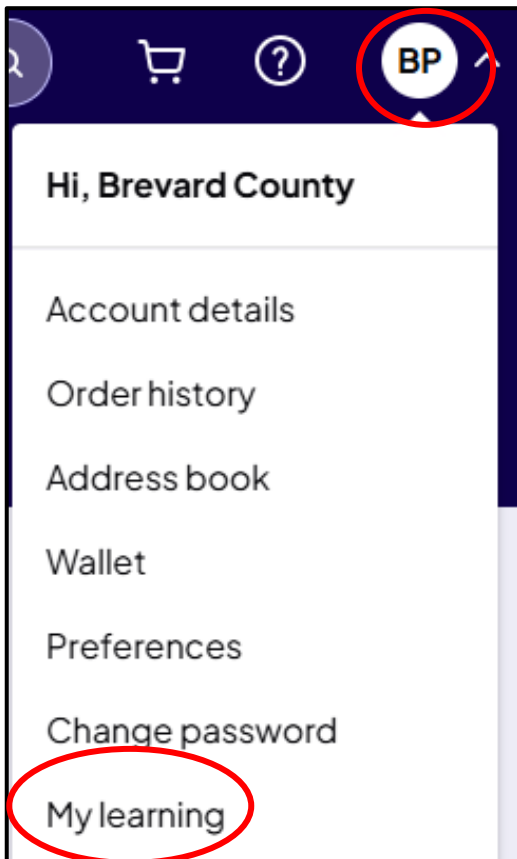 BP
Hi, Brevard County
Account details
Order history
Address book
Wallet
Preferences
Change password
My learning